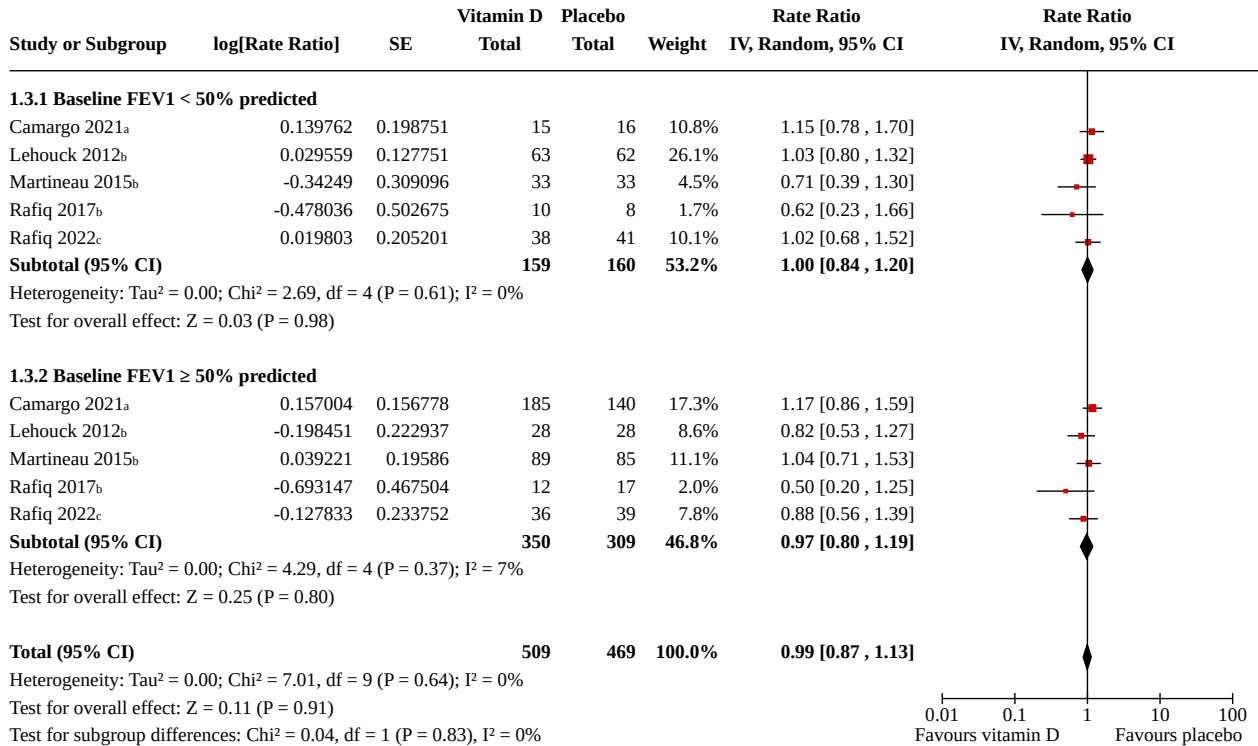 Vitamin D Placebo Rate Ratio Rate Ratio
Study or Subgroup log[Rate Ratio] SE Total Total Weight IV, Random, 95% CI IV, Random, 95% CI
1.3.1 Baseline FEV1 < 50% predicted
Camargo 2021a 0.139762 0.198751 15 16 10.8% 1.15 [0.78 , 1.70]
Lehouck 2012b 0.029559 0.127751 63 62 26.1% 1.03 [0.80 , 1.32]
Martineau 2015b -0.34249 0.309096 33 33 4.5% 0.71 [0.39 , 1.30]
Rafiq 2017b -0.478036 0.502675 10 8 1.7% 0.62 [0.23 , 1.66]
Rafiq 2022c 0.019803 0.205201 38 41 10.1% 1.02 [0.68 , 1.52]
Subtotal (95% CI) 159 160 53.2% 1.00 [0.84 , 1.20]
Heterogeneity: Tau² = 0.00; Chi² = 2.69, df = 4 (P = 0.61); I² = 0%
Test for overall effect: Z = 0.03 (P = 0.98)
1.3.2 Baseline FEV1 ≥ 50% predicted
Camargo 2021a 0.157004 0.156778 185 140 17.3% 1.17 [0.86 , 1.59]
Lehouck 2012b -0.198451 0.222937 28 28 8.6% 0.82 [0.53 , 1.27]
Martineau 2015b 0.039221 0.19586 89 85 11.1% 1.04 [0.71 , 1.53]
Rafiq 2017b -0.693147 0.467504 12 17 2.0% 0.50 [0.20 , 1.25]
Rafiq 2022c -0.127833 0.233752 36 39 7.8% 0.88 [0.56 , 1.39]
Subtotal (95% CI) 350 309 46.8% 0.97 [0.80 , 1.19]
Heterogeneity: Tau² = 0.00; Chi² = 4.29, df = 4 (P = 0.37); I² = 7%
Test for overall effect: Z = 0.25 (P = 0.80)
Total (95% CI) 509 469 100.0% 0.99 [0.87 , 1.13]
Heterogeneity: Tau² = 0.00; Chi² = 7.01, df = 9 (P = 0.64); I² = 0%
Test for overall effect: Z = 0.11 (P = 0.91)
Test for subgroup differences: Chi² = 0.04, df = 1 (P = 0.83), I² = 0%
0.01 0.1 1 10 100
Favours vitamin D Favours placebo